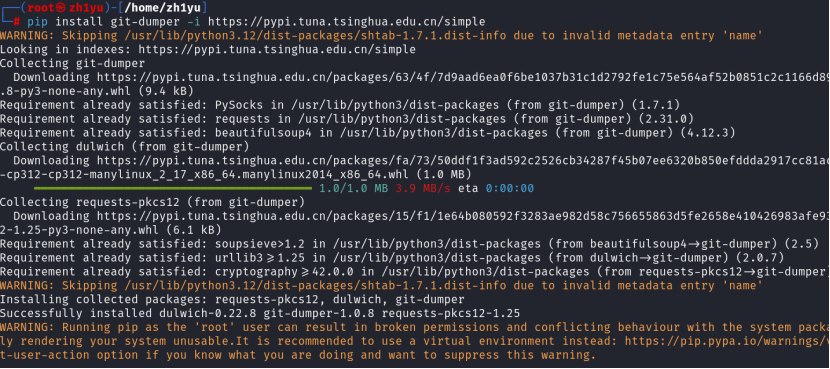 (root㉿zh1yu)-[/home/zh1yu]
# pip install git-dumper -i https://pypi.tuna.tsinghua.edu.cn/simple
WARNING: Skipping /usr/lib/python3.12/dist-packages/shtab-1.7.1.dist-info due to invalid metadata entry 'name'
Looking in indexes: https://pypi.tuna.tsinghua.edu.cn/simple
Collecting git-dumper
Downloading https://pypi.tuna.tsinghua.edu.cn/packages/63/4f/7d9aad6ea0f6be1037b31c1d2792fe1c75e564af52b0851c2c1166d89
.8-py3-none-any.whl (9.4 kB)
Requirement already satisfied: PySocks in /usr/lib/python3/dist-packages (from git-dumper) (1.7.1)
Requirement already satisfied: requests in /usr/lib/python3/dist-packages (from git-dumper) (2.31.0)
Requirement already satisfied: beautifulsoup4 in /usr/lib/python3/dist-packages (from git-dumper) (4.12.3)
Collecting dulwich (from git-dumper)
Downloading https://pypi.tuna.tsinghua.edu.cn/packages/fa/73/50ddf1f3ad592c2526cb34287f45b07ee6320b850efddda2917cc81ac
-cp312-cp312-manylinux_2_17_x86_64.manylinux2014_x86_64.whl (1.0 MB)
1.0/1.0 MB 3.9 MB/s eta 0:00:00
Collecting requests-pkcs12 (from git-dumper)
Downloading https://pypi.tuna.tsinghua.edu.cn/packages/15/f1/1e64b080592f3283ae982d58c756655863d5fe2658e410426983afe93
2-1.25-py3-none-any.whl (6.1 kB)
Requirement already satisfied: soupsieve>1.2 in /usr/lib/python3/dist-packages (from beautifulsoup4→git-dumper) (2.5)
Requirement already satisfied: urllib3≥1.25 in /usr/lib/python3/dist-packages (from dulwich→git-dumper) (2.0.7)
Requirement already satisfied: cryptography≥42.0.0 in /usr/lib/python3/dist-packages (from requests-pkcs12→git-dumper)
WARNING: Skipping /usr/lib/python3.12/dist-packages/shtab-1.7.1.dist-info due to invalid metadata entry 'name'
Installing collected packages: requests-pkcs12, dulwich, git-dumper
Successfully installed dulwich-0.22.8 git-dumper-1.0.8 requests-pkcs12-1.25
WARNING: Running pip as the 'root' user can result in broken permissions and conflicting behaviour with the system packa
ly rendering your system unusable.It is recommended to use a virtual environment instead: https://pip.pypa.io/warnings/v
t-user-action option if you know what you are doing and want to suppress this warning.